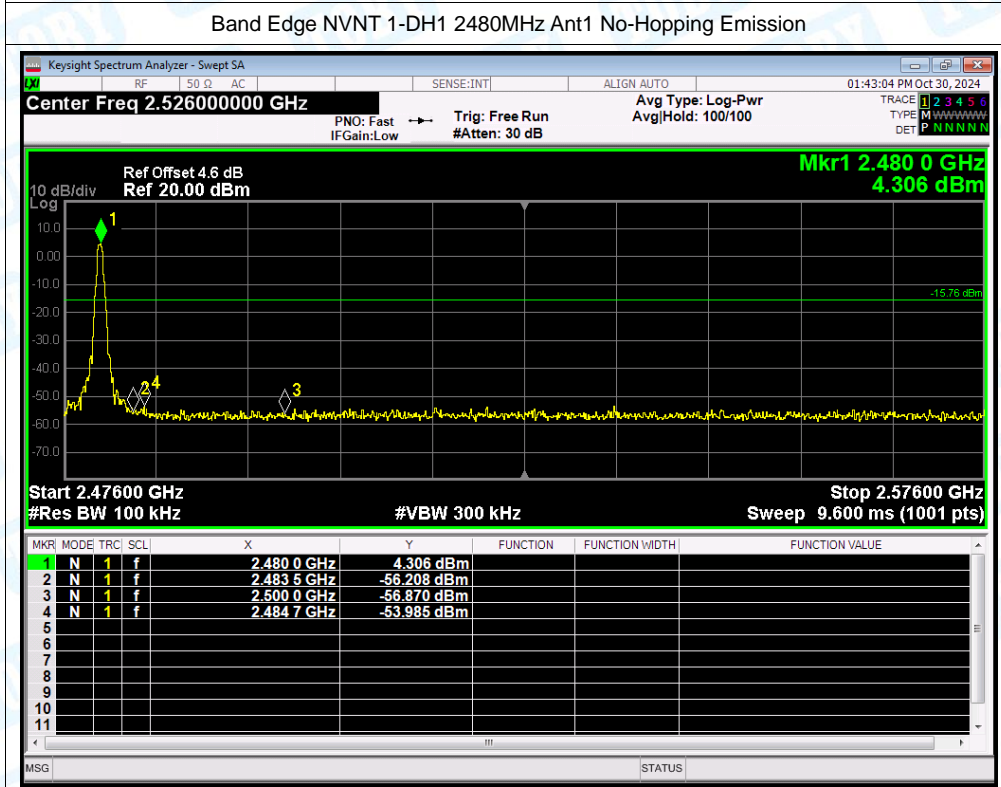 Band Edge NVNT 1-DH1 2480MHz Ant1 No-Hopping Emission
Keysight Spectrum Analyzer - Swept SA
LXI RF 50 Ω AC SENSE:INT ALIGN AUTO 01:43:04 PM Oct 30, 2024
Center Freq 2.526000000 GHz Avg Type: Log-Pwr TRACE 1 2 3 4 5 6
PNO: Fast Trig: Free Run Avg|Hold: 100/100 TYPE M WWWWW
IFGain:Low #Atten: 30 dB DET P N N N N N
Mkr1 2.480 0 GHz
Ref Offset 4.6 dB
10 dB/div Ref 20.00 dBm 4.306 dBm
Log
1
10.0
0.00
-10.0
-15.76 dBm
-20.0
-30.0
-40.0
2 4 3
-50.0
-60.0
-70.0
Start 2.47600 GHz Stop 2.57600 GHz
#Res BW 100 kHz #VBW 300 kHz Sweep 9.600 ms (1001 pts)
MKR MODE TRC SCL X Y FUNCTION FUNCTION WIDTH FUNCTION VALUE
1 N 1 f 2.480 0 GHz 4.306 dBm
2 N 1 f 2.483 5 GHz -56.208 dBm
3 N 1 f 2.500 0 GHz -56.870 dBm
4 N 1 f 2.484 7 GHz -53.985 dBm
5
6
7
8
9
10
11
MSG STATUS